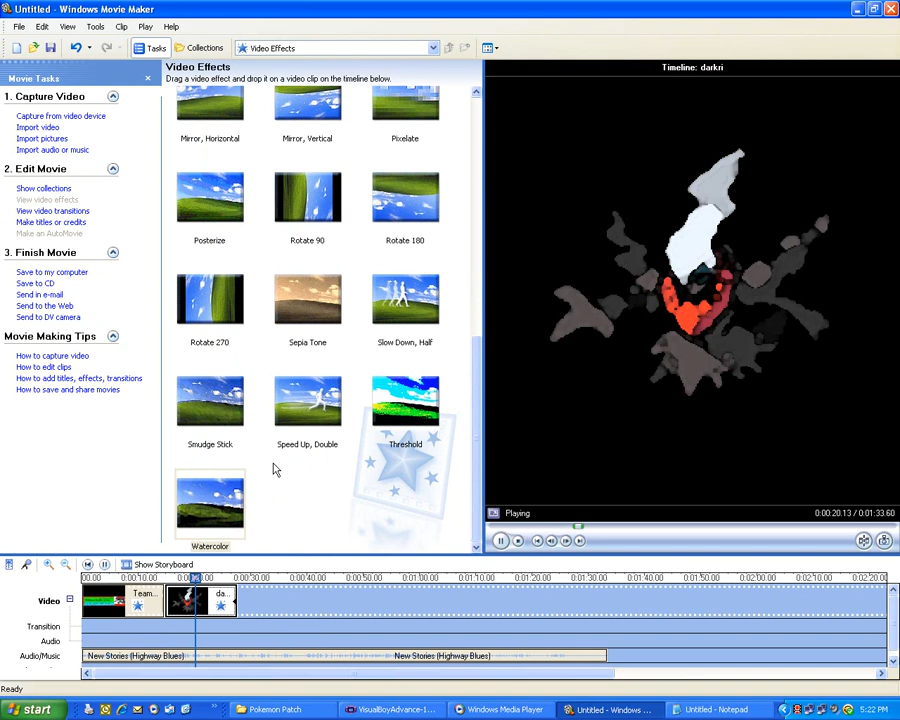 Untitled - Windows Movie Maker
File Edit View Tools Clip Play Help
Tasks Collections Video Effects
Movie Tasks
1. Capture Video
Capture from video device
Import video
Import pictures
Import audio or music
2. Edit Movie
Show collections
View video effects
View video transitions
Make titles or credits
Make an AutoMovie
3. Finish Movie
Save to my computer
Save to CD
Send in e-mail
Send to the Web
Send to DV camera
Movie Making Tips
How to capture video
How to edit clips
How to add titles, effects, transitions
How to save and share movies
Video Effects
Drag a video effect and drop it on a video clip on the timeline below.
Mirror, Horizontal Mirror, Vertical Pixelate
Posterize Rotate 90 Rotate 180
Rotate 270 Sepia Tone Slow Down, Half
Smudge Stick Speed Up, Double Threshold
Watercolor
Timeline: darkri
Playing 0:00:20.13 / 0:01:33.60
Show Storyboard
00.00 0:00:10.00 0:00:30.00 0:00:40.00 0:00:50.00 0:01:00.00 0:01:10.00 0:01:20.00 0:01:30.00 0:01:40.00 0:01:50.00 0:02:00.00 0:02:10.00 0:02:20.0
Video Team... da...
Transition
Audio
Audio/Music New Stories (Highway Blues) New Stories (Highway Blues)
Ready
start Pokemon Patch VisualBoyAdvance-1... Windows Media Player Untitled - Windows ... Untitled - Notepad 5:22 PM